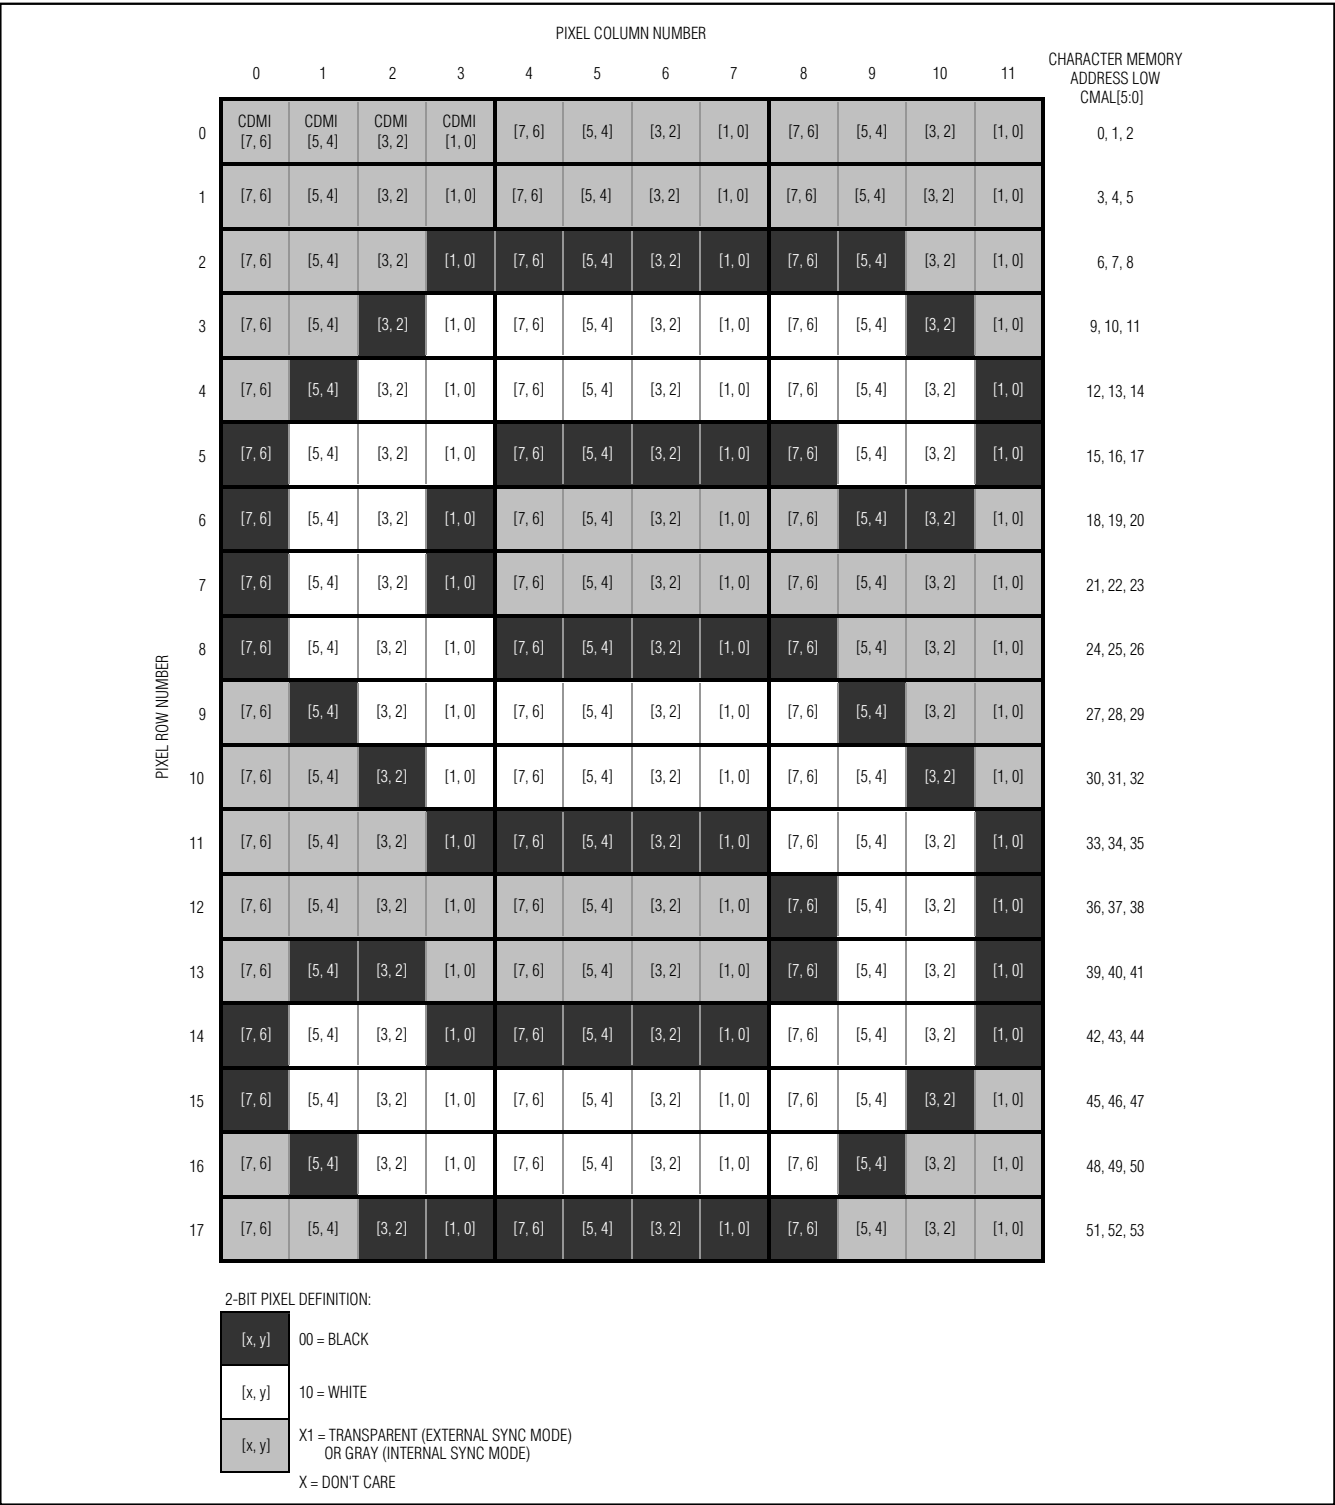 PIXEL COLUMN NUMBER
0 1 2 3 4 5 6 7 8 9 10 11
CHARACTER MEMORY
ADDRESS LOW
CMAL[5:0]
0 CDMI [7, 6] CDMI [5, 4] CDMI [3, 2] CDMI [1, 0] [7, 6] [5, 4] [3, 2] [1, 0] [7, 6] [5, 4] [3, 2] [1, 0] 0, 1, 2
1 [7, 6] [5, 4] [3, 2] [1, 0] [7, 6] [5, 4] [3, 2] [1, 0] [7, 6] [5, 4] [3, 2] [1, 0] 3, 4, 5
2 [7, 6] [5, 4] [3, 2] [1, 0] [7, 6] [5, 4] [3, 2] [1, 0] [7, 6] [5, 4] [3, 2] [1, 0] 6, 7, 8
3 [7, 6] [5, 4] [3, 2] [1, 0] [7, 6] [5, 4] [3, 2] [1, 0] [7, 6] [5, 4] [3, 2] [1, 0] 9, 10, 11
4 [7, 6] [5, 4] [3, 2] [1, 0] [7, 6] [5, 4] [3, 2] [1, 0] [7, 6] [5, 4] [3, 2] [1, 0] 12, 13, 14
5 [7, 6] [5, 4] [3, 2] [1, 0] [7, 6] [5, 4] [3, 2] [1, 0] [7, 6] [5, 4] [3, 2] [1, 0] 15, 16, 17
6 [7, 6] [5, 4] [3, 2] [1, 0] [7, 6] [5, 4] [3, 2] [1, 0] [7, 6] [5, 4] [3, 2] [1, 0] 18, 19, 20
7 [7, 6] [5, 4] [3, 2] [1, 0] [7, 6] [5, 4] [3, 2] [1, 0] [7, 6] [5, 4] [3, 2] [1, 0] 21, 22, 23
8 [7, 6] [5, 4] [3, 2] [1, 0] [7, 6] [5, 4] [3, 2] [1, 0] [7, 6] [5, 4] [3, 2] [1, 0] 24, 25, 26
PIXEL ROW NUMBER
9 [7, 6] [5, 4] [3, 2] [1, 0] [7, 6] [5, 4] [3, 2] [1, 0] [7, 6] [5, 4] [3, 2] [1, 0] 27, 28, 29
10 [7, 6] [5, 4] [3, 2] [1, 0] [7, 6] [5, 4] [3, 2] [1, 0] [7, 6] [5, 4] [3, 2] [1, 0] 30, 31, 32
11 [7, 6] [5, 4] [3, 2] [1, 0] [7, 6] [5, 4] [3, 2] [1, 0] [7, 6] [5, 4] [3, 2] [1, 0] 33, 34, 35
12 [7, 6] [5, 4] [3, 2] [1, 0] [7, 6] [5, 4] [3, 2] [1, 0] [7, 6] [5, 4] [3, 2] [1, 0] 36, 37, 38
13 [7, 6] [5, 4] [3, 2] [1, 0] [7, 6] [5, 4] [3, 2] [1, 0] [7, 6] [5, 4] [3, 2] [1, 0] 39, 40, 41
14 [7, 6] [5, 4] [3, 2] [1, 0] [7, 6] [5, 4] [3, 2] [1, 0] [7, 6] [5, 4] [3, 2] [1, 0] 42, 43, 44
15 [7, 6] [5, 4] [3, 2] [1, 0] [7, 6] [5, 4] [3, 2] [1, 0] [7, 6] [5, 4] [3, 2] [1, 0] 45, 46, 47
16 [7, 6] [5, 4] [3, 2] [1, 0] [7, 6] [5, 4] [3, 2] [1, 0] [7, 6] [5, 4] [3, 2] [1, 0] 48, 49, 50
17 [7, 6] [5, 4] [3, 2] [1, 0] [7, 6] [5, 4] [3, 2] [1, 0] [7, 6] [5, 4] [3, 2] [1, 0] 51, 52, 53
2-BIT PIXEL DEFINITION:
[x, y] 00 = BLACK
[x, y] 10 = WHITE
[x, y] X1 = TRANSPARENT (EXTERNAL SYNC MODE)
OR GRAY (INTERNAL SYNC MODE)
X = DON'T CARE